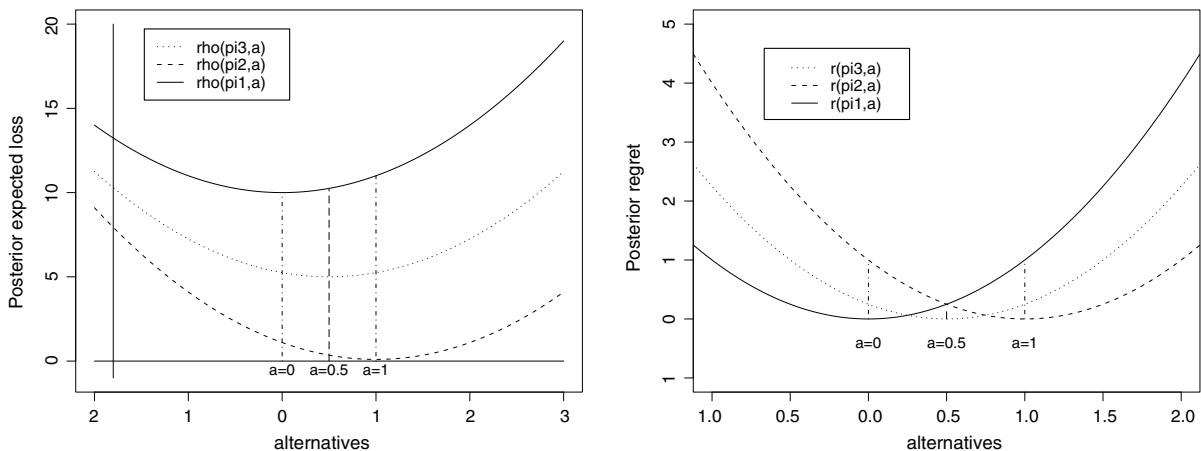 Posterior expected loss
20
15
10
5
0
rho(pi3,a)
rho(pi2,a)
rho(pi1,a)
a=0 a=0.5 a=1
2 1 0 1 2 3
alternatives
Posterior regret
5
4
3
2
1
0
1
r(pi3,a)
r(pi2,a)
r(pi1,a)
a=0 a=0.5 a=1
1.0 0.5 0.0 0.5 1.0 1.5 2.0
alternatives